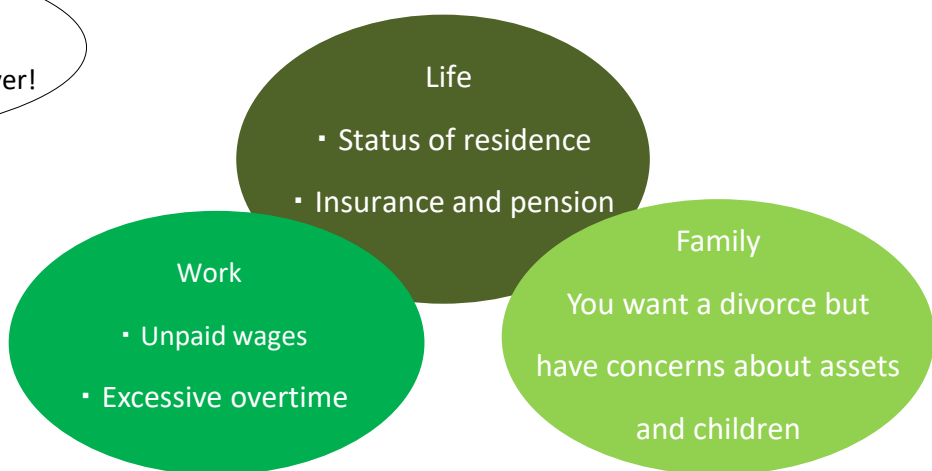 Life
・Status of residence
・Insurance and pension
Work
・Unpaid wages
・Excessive overtime
Family
You want a divorce but
have concerns about assets
and children